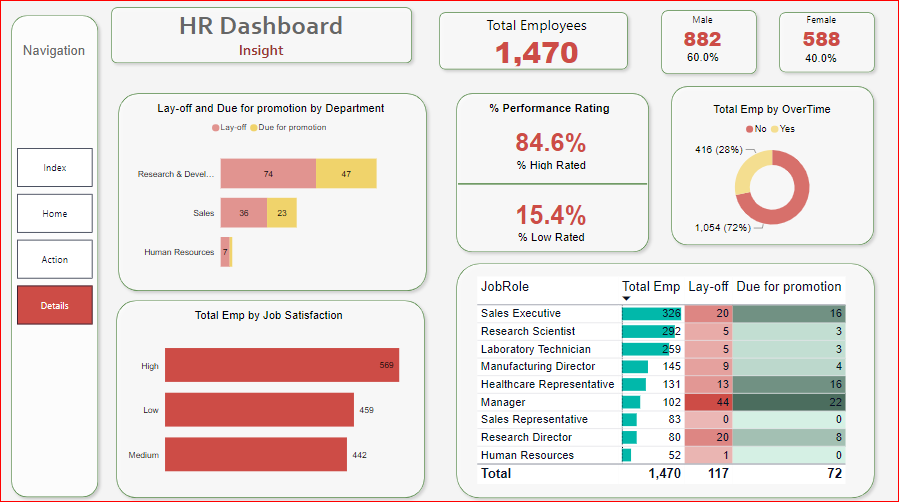 Navigation
Index
Home
Action
Details
HR Dashboard
Insight
Total Employees
1,470
Male
882
60.0%
Female
588
40.0%
Lay-off and Due for promotion by Department
Lay-off Due for promotion
Research & Devel... 74 47
Sales 36 23
Human Resources 7
% Performance Rating
84.6%
% High Rated
15.4%
% Low Rated
Total Emp by OverTime
No Yes
416 (28%)
1,054 (72%)
Total Emp by Job Satisfaction
High 569
Low 459
Medium 442
JobRole Total Emp Lay-off Due for promotion
Sales Executive 326 20 16
Research Scientist 292 5 3
Laboratory Technician 259 5 3
Manufacturing Director 145 9 4
Healthcare Representative 131 13 16
Manager 102 44 22
Sales Representative 83 0 0
Research Director 80 20 8
Human Resources 52 1 0
Total 1,470 117 72